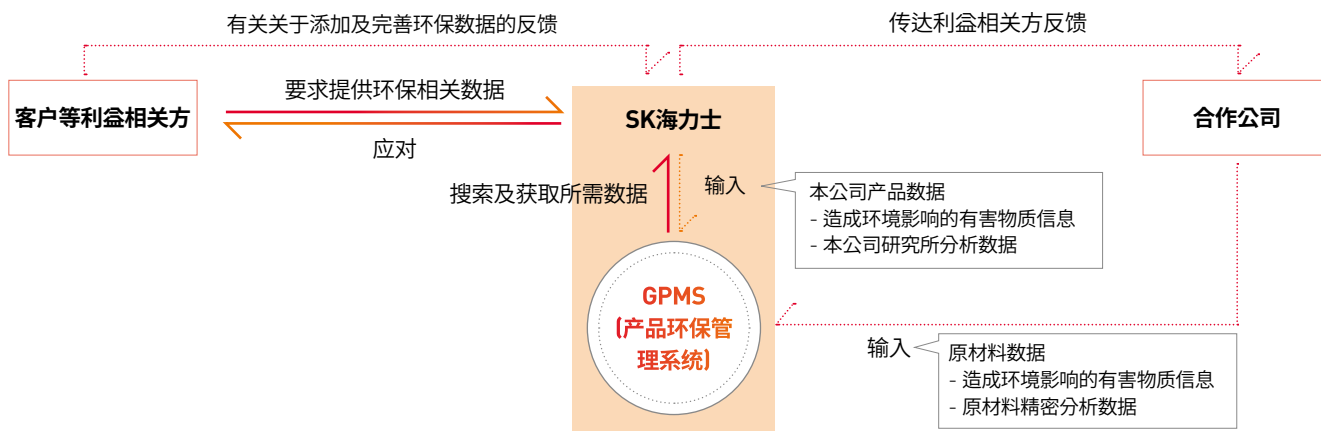 有关关于添加及完善环保数据的反馈
传达利益相关方反馈
客户等利益相关方
要求提供环保相关数据
应对
SK海力士
合作公司
搜索及获取所需数据
输入
本公司产品数据
- 造成环境影响的有害物质信息
- 本公司研究所分析数据
GPMS
(产品环保管
理系统)
输入
原材料数据
- 造成环境影响的有害物质信息
- 原材料精密分析数据